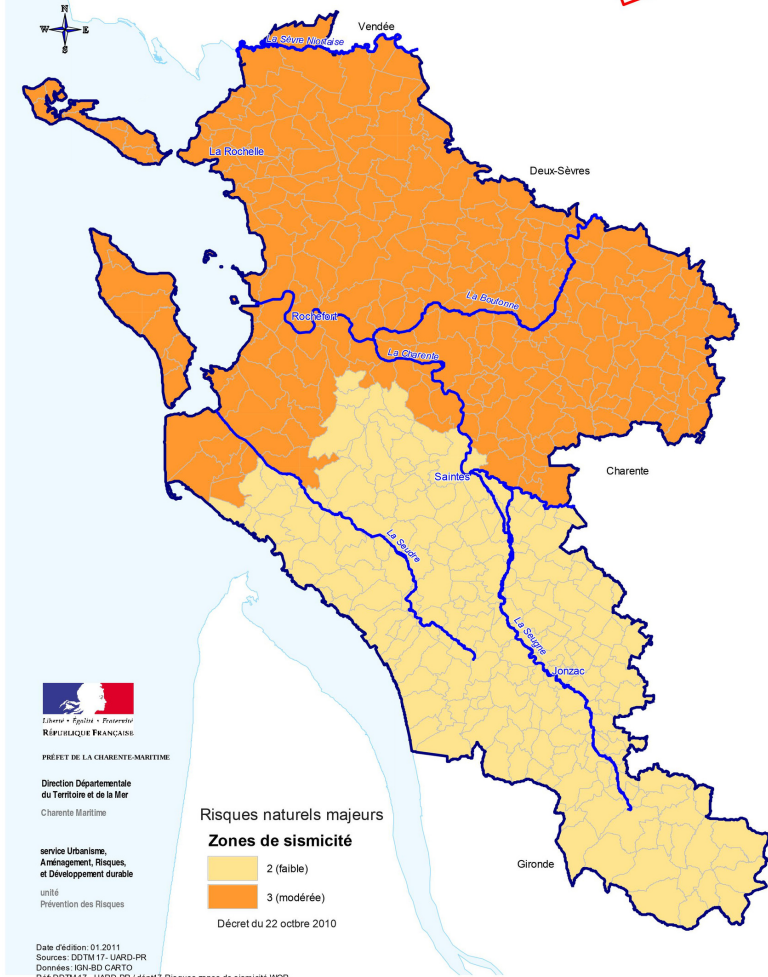 N
W E
S
Vendée
La Sèvre Niortaise
La Rochelle
Deux-Sèvres
La Boutonne
Rochefort
La Charente
Charente
Saintes
La Seudre
La Seugne
Jonzac
Liberté • Égalité • Fraternité
RÉPUBLIQUE FRANÇAISE
PRÉFET DE LA CHARENTE-MARITIME
Direction Départementale
du Territoire et de la Mer
Charente Maritime
service Urbanisme,
Aménagement, Risques,
et Développement durable
unité
Prévention des Risques
Risques naturels majeurs
Zones de sismicité
2 (faible)
3 (modérée)
Décret du 22 octbre 2010
Gironde
Date d'édition: 01.2011
Sources: DDTM 17- UARD-PR
Données: IGN-BD CARTO